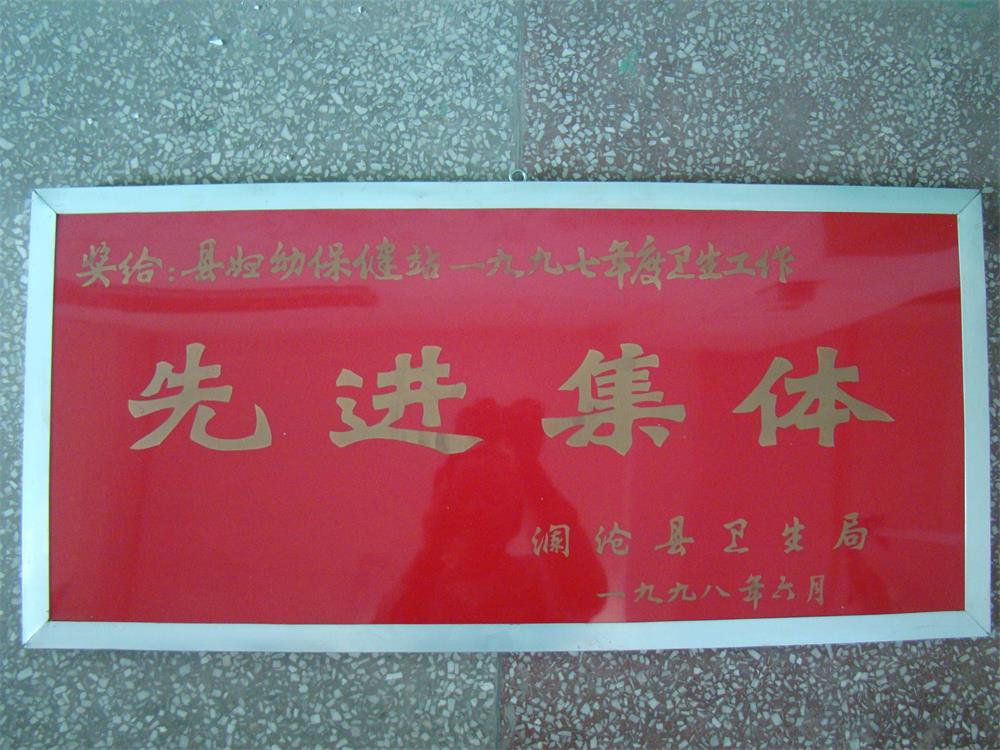 奖给：县妇幼保健站一九九七年度卫生工作
先进集体
澜沧县卫生局
一九九八年六月